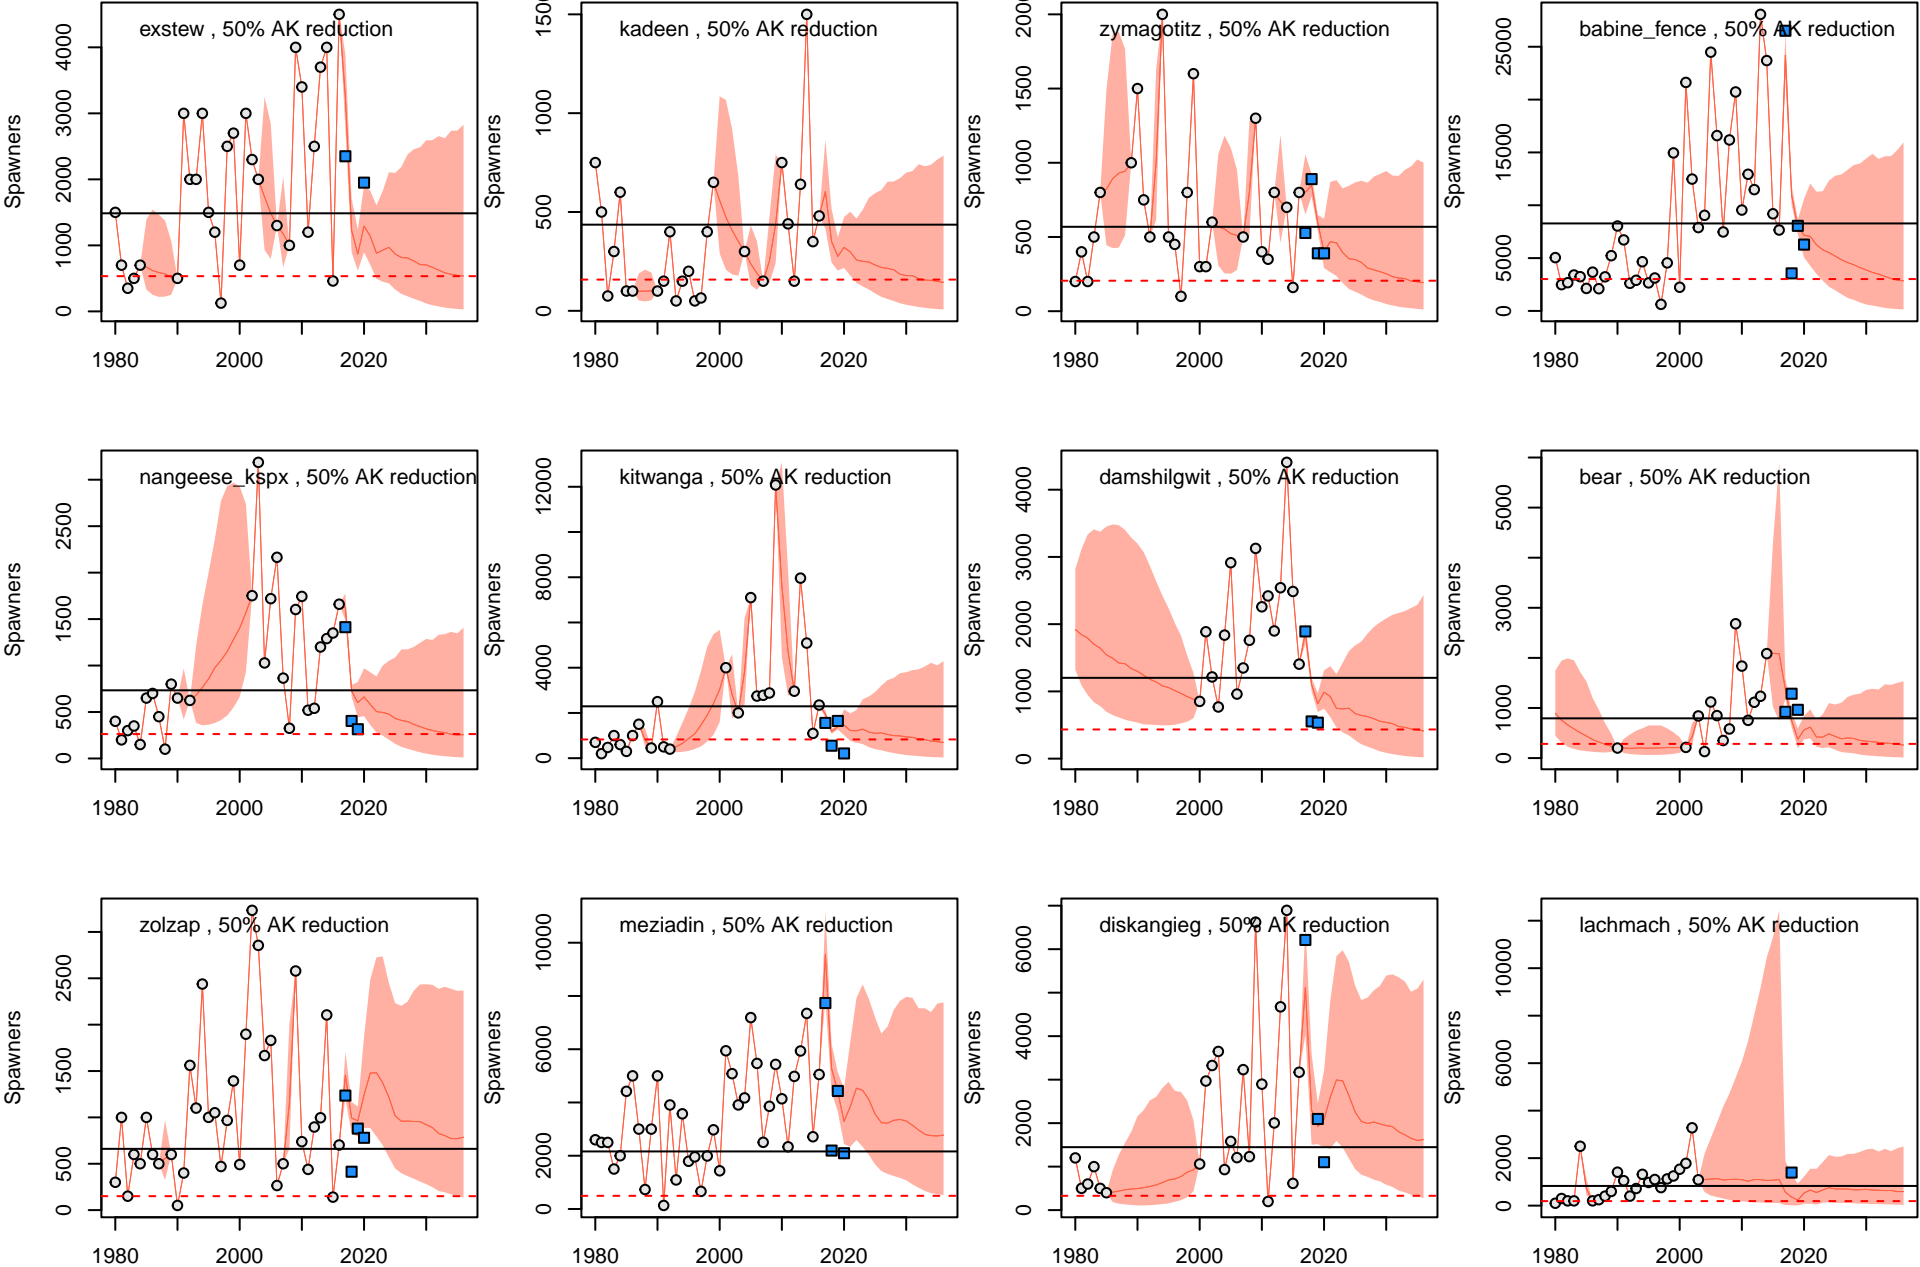 exstew , 50% AK reduction
Spawners
0 1000 2000 3000 4000
1980 2000 2020
kadeen , 50% AK reduction
Spawners
0 500 1000
1980 2000 2020
zymagotitz , 50% AK reduction
Spawners
0 500 1000 1500
1980 2000 2020
babine_fence , 50% AK reduction
Spawners
0 5000 15000 25000
1980 2000 2020
nangeese_kspx , 50% AK reduction
Spawners
0 500 1500 2500
1980 2000 2020
kitwanga , 50% AK reduction
Spawners
0 4000 8000 12000
1980 2000 2020
damshilgwit , 50% AK reduction
0 1000 2000 3000 4000
1980 2000 2020
bear , 50% AK reduction
Spawners
0 1000 3000 5000
1980 2000 2020
zolzap , 50% AK reduction
Spawners
0 500 1500 2500
1980 2000 2020
meziadin , 50% AK reduction
Spawners
0 2000 6000 10000
1980 2000 2020
diskangieg , 50% AK reduction
0 2000 4000 6000
1980 2000 2020
lachmach , 50% AK reduction
Spawners
0 2000 6000 10000
1980 2000 2020